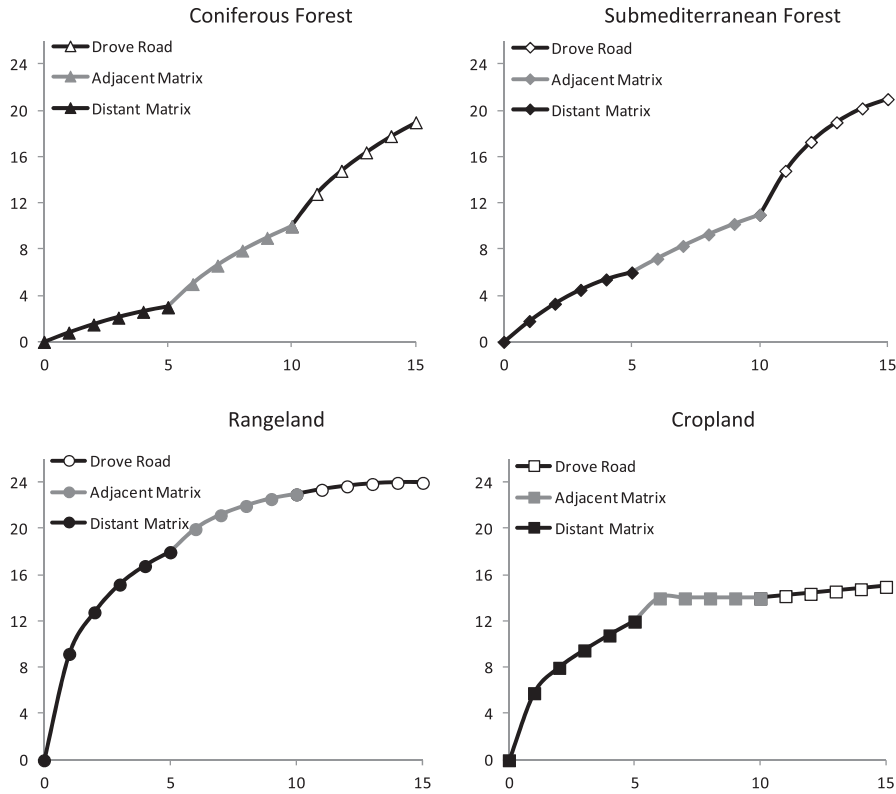 Coniferous Forest
Drove Road
Adjacent Matrix
Distant Matrix
24
20
16
12
8
4
0
0 5 10 15
Submediterranean Forest
Drove Road
Adjacent Matrix
Distant Matrix
24
20
16
12
8
4
0
0 5 10 15
Rangeland
Drove Road
Adjacent Matrix
Distant Matrix
24
20
16
12
8
4
0
0 5 10 15
Cropland
Drove Road
Adjacent Matrix
Distant Matrix
24
20
16
12
8
4
0
0 5 10 15